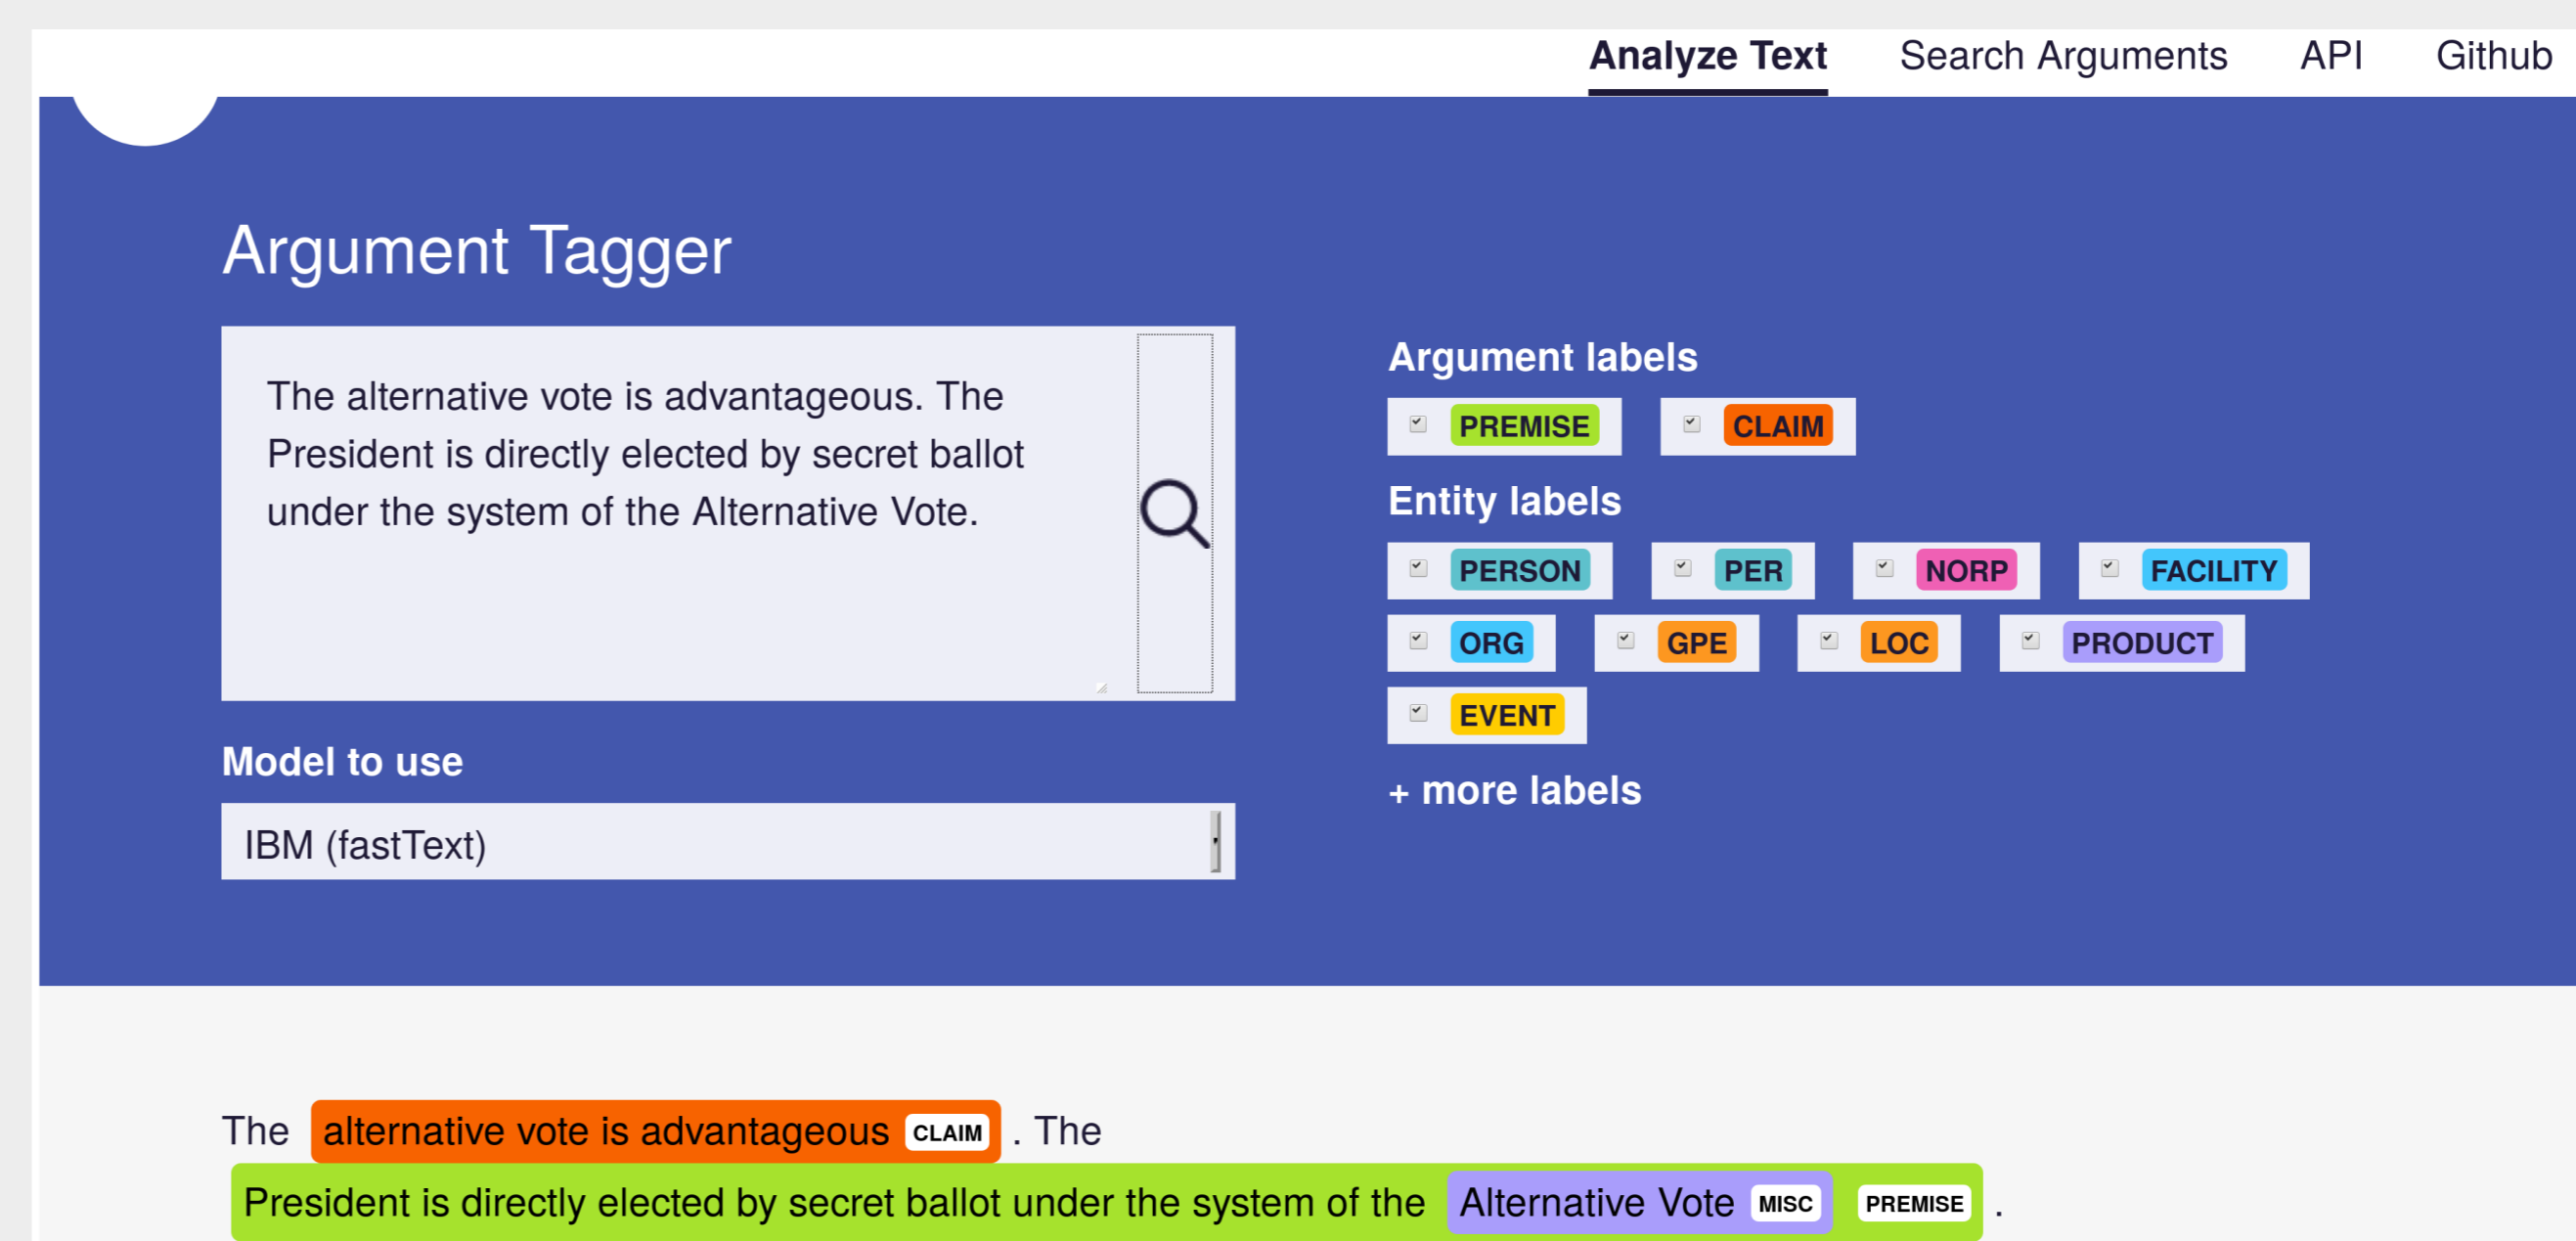 Analyze Text Search Arguments API Github
Argument Tagger
The alternative vote is advantageous. The
President is directly elected by secret ballot
under the system of the Alternative Vote.
Model to use
IBM (fastText)
Argument labels
PREMISE CLAIM
Entity labels
PERSON PER NORP FACILITY
ORG GPE LOC PRODUCT
EVENT
+ more labels
The alternative vote is advantageous CLAIM . The
President is directly elected by secret ballot under the system of the Alternative Vote MISC PREMISE .